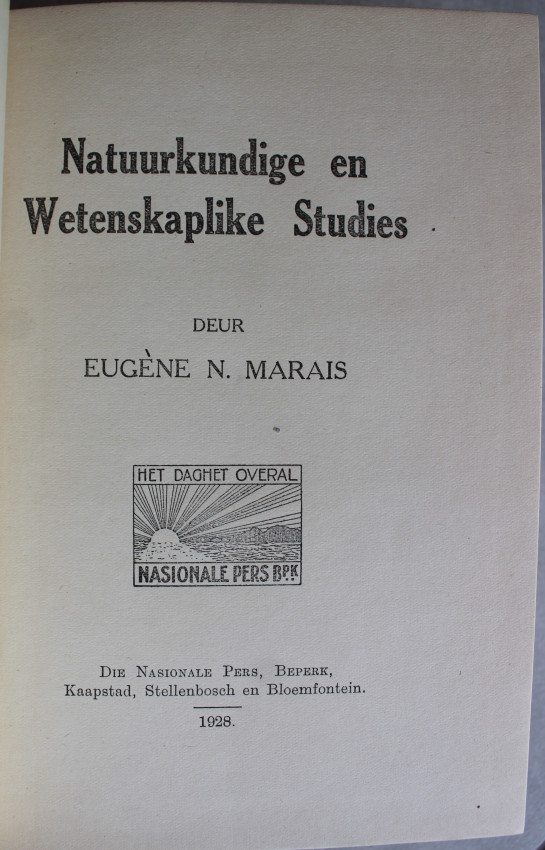 Natuurkundige en
Wetenskaplike Studies
DEUR
EUGÈNE N. MARAIS
HET DAGHET OVERAL
NASIONALE PERS BPK
DIE NASIONALE PERS, BEPERK,
Kaapstad, Stellenbosch en Bloemfontein.
1928.